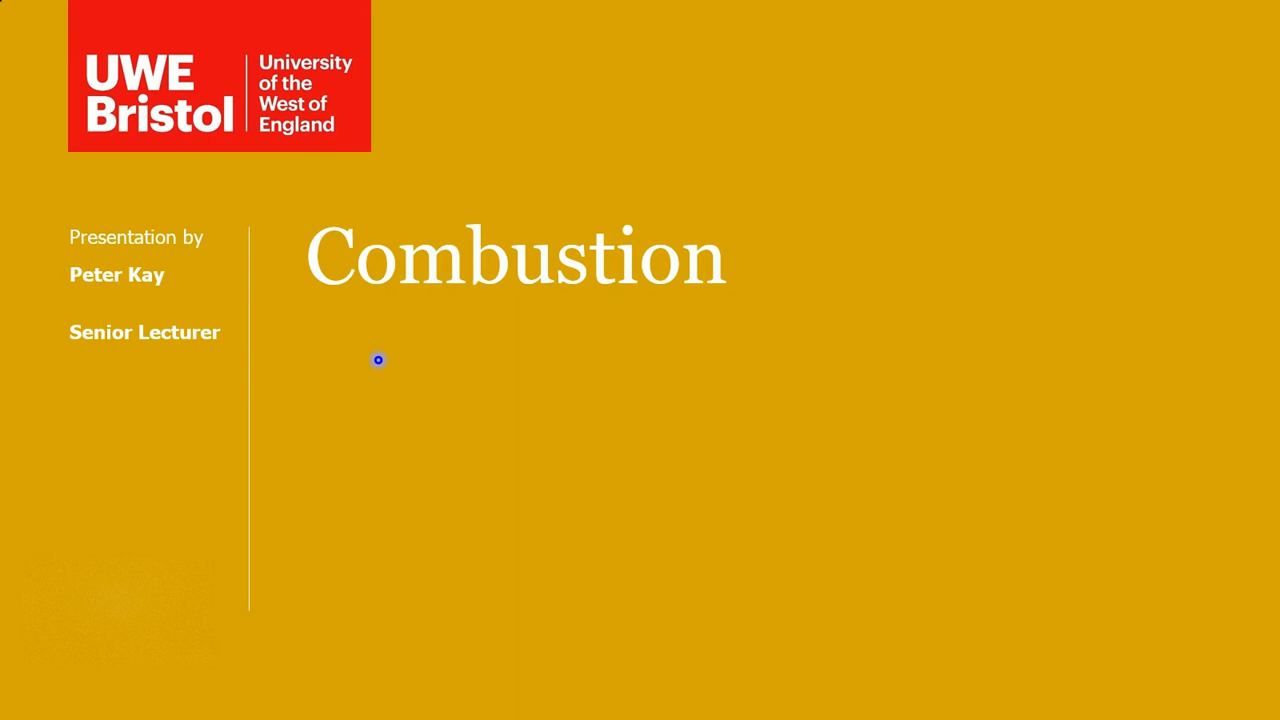 UWE
Bristol
University
of the
West of
England
Presentation by
Peter Kay
Senior Lecturer
Combustion